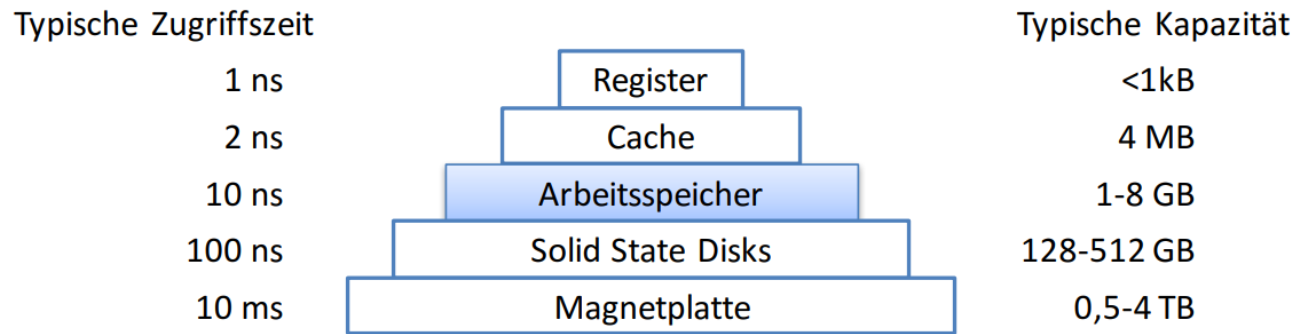 Typische Zugriffszeit Typische Kapazität
1 ns Register <1kB
2 ns Cache 4 MB
10 ns Arbeitsspeicher 1-8 GB
100 ns Solid State Disks 128-512 GB
10 ms Magnetplatte 0,5-4 TB